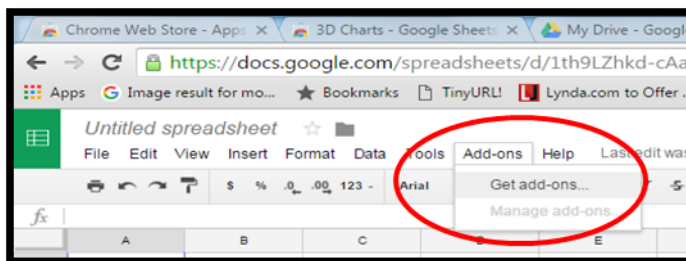 Chrome Web Store - Apps × 3D Charts - Google Sheets × My Drive - Googl
https://docs.google.com/spreadsheets/d/1th9LZhkd-cAa
Apps G Image result for mo... Bookmarks TinyURL! Lynda.com to Offer
Untitled spreadsheet
File Edit View Insert Format Data Tools Add-ons Help Last edit was
$ % .0 .00 123 - Arial Get add-ons... S
Manage add-ons...
fx
A B C D E